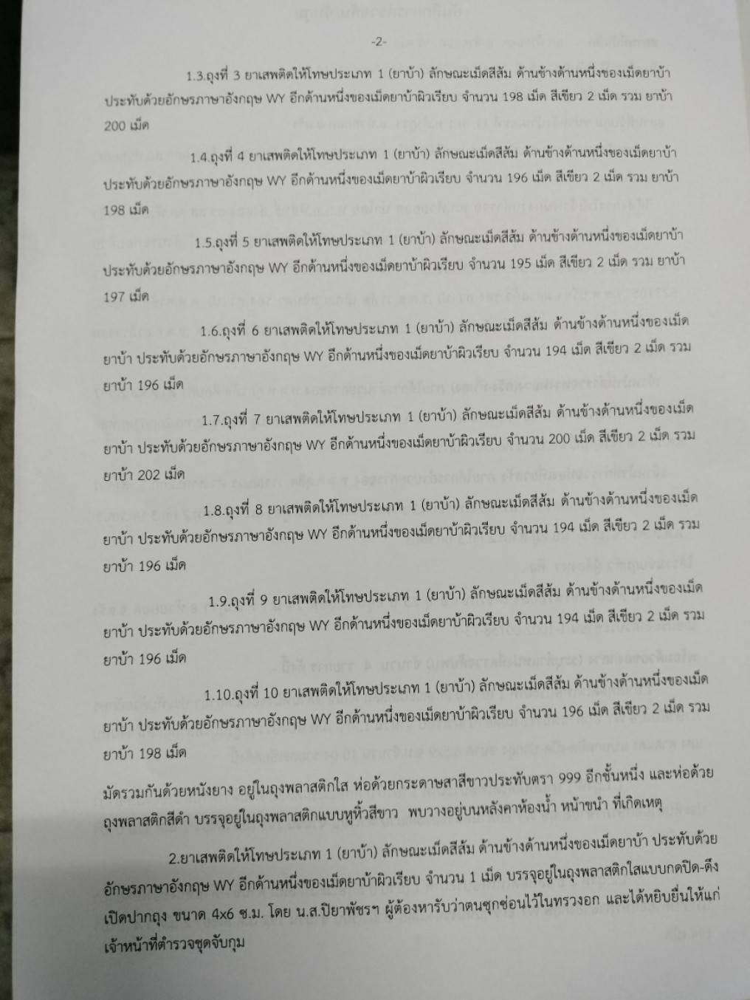 -2-
1.3.ถุงที่ 3 ยาเสพติดให้โทษประเภท 1 (ยาบ้า) ลักษณะเม็ดสีส้ม ด้านข้างด้านหนึ่งของเม็ดยาบ้า
ประทับด้วยอักษรภาษาอังกฤษ WY อีกด้านหนึ่งของเม็ดยาบ้าผิวเรียบ จำนวน 198 เม็ด สีเขียว 2 เม็ด รวม ยาบ้า
200 เม็ด
1.4.ถุงที่ 4 ยาเสพติดให้โทษประเภท 1 (ยาบ้า) ลักษณะเม็ดสีส้ม ด้านข้างด้านหนึ่งของเม็ดยาบ้า
ประทับด้วยอักษรภาษาอังกฤษ WY อีกด้านหนึ่งของเม็ดยาบ้าผิวเรียบ จำนวน 196 เม็ด สีเขียว 2 เม็ด รวม ยาบ้า
198 เม็ด
1.5.ถุงที่ 5 ยาเสพติดให้โทษประเภท 1 (ยาบ้า) ลักษณะเม็ดสีส้ม ด้านข้างด้านหนึ่งของเม็ดยาบ้า
ประทับด้วยอักษรภาษาอังกฤษ WY อีกด้านหนึ่งของเม็ดยาบ้าผิวเรียบ จำนวน 195 เม็ด สีเขียว 2 เม็ด รวม ยาบ้า
197 เม็ด
1.6.ถุงที่ 6 ยาเสพติดให้โทษประเภท 1 (ยาบ้า) ลักษณะเม็ดสีส้ม ด้านข้างด้านหนึ่งของเม็ด
ยาบ้า ประทับด้วยอักษรภาษาอังกฤษ WY อีกด้านหนึ่งของเม็ดยาบ้าผิวเรียบ จำนวน 194 เม็ด สีเขียว 2 เม็ด รวม
ยาบ้า 196 เม็ด
1.7.ถุงที่ 7 ยาเสพติดให้โทษประเภท 1 (ยาบ้า) ลักษณะเม็ดสีส้ม ด้านข้างด้านหนึ่งของเม็ด
ยาบ้า ประทับด้วยอักษรภาษาอังกฤษ WY อีกด้านหนึ่งของเม็ดยาบ้าผิวเรียบ จำนวน 200 เม็ด สีเขียว 2 เม็ด รวม
ยาบ้า 202 เม็ด
1.8.ถุงที่ 8 ยาเสพติดให้โทษประเภท 1 (ยาบ้า) ลักษณะเม็ดสีส้ม ด้านข้างด้านหนึ่งของเม็ด
ยาบ้า ประทับด้วยอักษรภาษาอังกฤษ WY อีกด้านหนึ่งของเม็ดยาบ้าผิวเรียบ จำนวน 194 เม็ด สีเขียว 2 เม็ด รวม
ยาบ้า 196 เม็ด
1.9.ถุงที่ 9 ยาเสพติดให้โทษประเภท 1 (ยาบ้า) ลักษณะเม็ดสีส้ม ด้านข้างด้านหนึ่งของเม็ด
ยาบ้า ประทับด้วยอักษรภาษาอังกฤษ WY อีกด้านหนึ่งของเม็ดยาบ้าผิวเรียบ จำนวน 194 เม็ด สีเขียว 2 เม็ด รวม
ยาบ้า 196 เม็ด
1.10.ถุงที่ 10 ยาเสพติดให้โทษประเภท 1 (ยาบ้า) ลักษณะเม็ดสีส้ม ด้านข้างด้านหนึ่งของเม็ด
ยาบ้า ประทับด้วยอักษรภาษาอังกฤษ WY อีกด้านหนึ่งของเม็ดยาบ้าผิวเรียบ จำนวน 196 เม็ด สีเขียว 2 เม็ด รวม
ยาบ้า 198 เม็ด
มัดรวมกันด้วยหนังยาง อยู่ในถุงพลาสติกใส ห่อด้วยกระดาษสาสีขาวประทับตรา 999 อีกชั้นหนึ่ง และห่อด้วย
ถุงพลาสติกสีดำ บรรจุอยู่ในถุงพลาสติกแบบหูหิ้วสีขาว พบวางอยู่บนหลังคาห้องน้ำ หน้าขนำ ที่เกิดเหตุ
2.ยาเสพติดให้โทษประเภท 1 (ยาบ้า) ลักษณะเม็ดสีส้ม ด้านข้างด้านหนึ่งของเม็ดยาบ้า ประทับด้วย
อักษรภาษาอังกฤษ WY อีกด้านหนึ่งของเม็ดยาบ้าผิวเรียบ จำนวน 1 เม็ด บรรจุอยู่ในถุงพลาสติกใสแบบกดปิด-ดึง
เปิดปากถุง ขนาด 4x6 ซ.ม. โดย น.ส.ปิยาพัชรฯ ผู้ต้องหารับว่าตนซุกซ่อนไว้ในทรวงอก และได้หยิบยื่นให้แก่
เจ้าหน้าที่ตำรวจชุดจับกุม